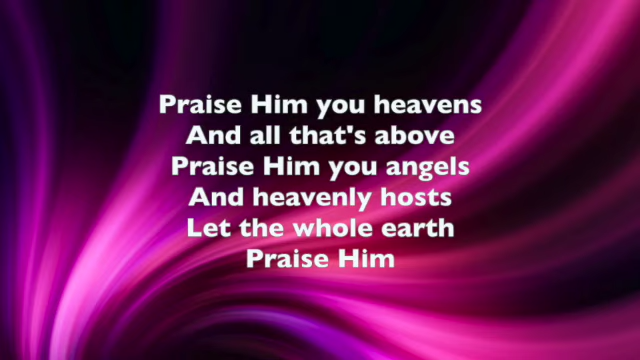 Praise Him you heavens
And all that's above
Praise Him you angels
And heavenly hosts
Let the whole earth
Praise Him